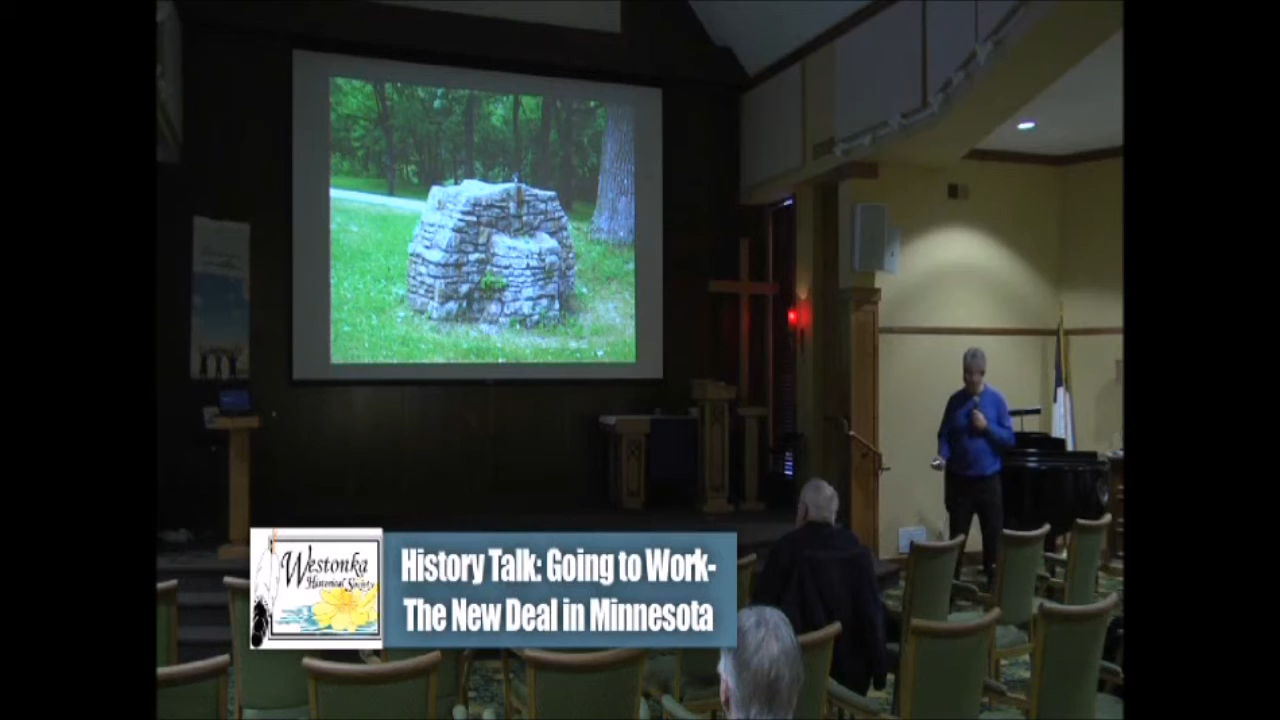 Westonka
Historical Society
History Talk: Going to Work-
The New Deal in Minnesota